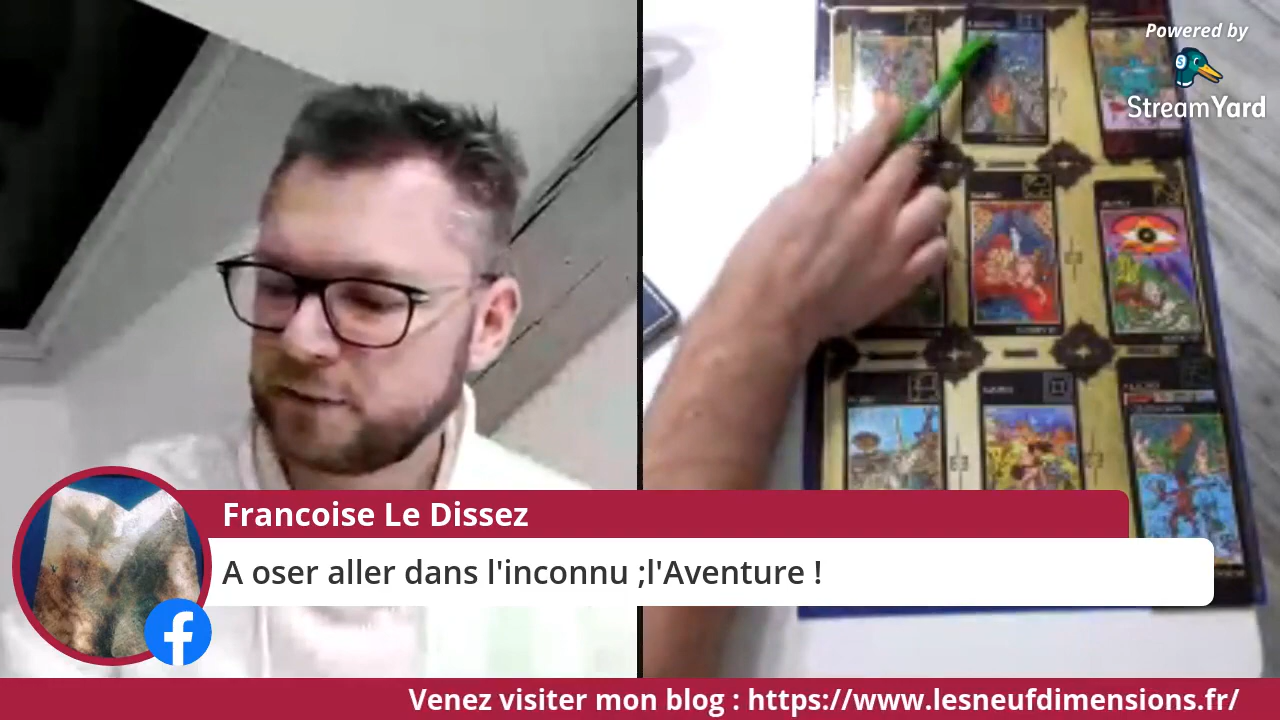 Powered by
StreamYard
Francoise Le Dissez
A oser aller dans l'inconnu ;l'Aventure !
Venez visiter mon blog : https://www.lesneufdimensions.fr/